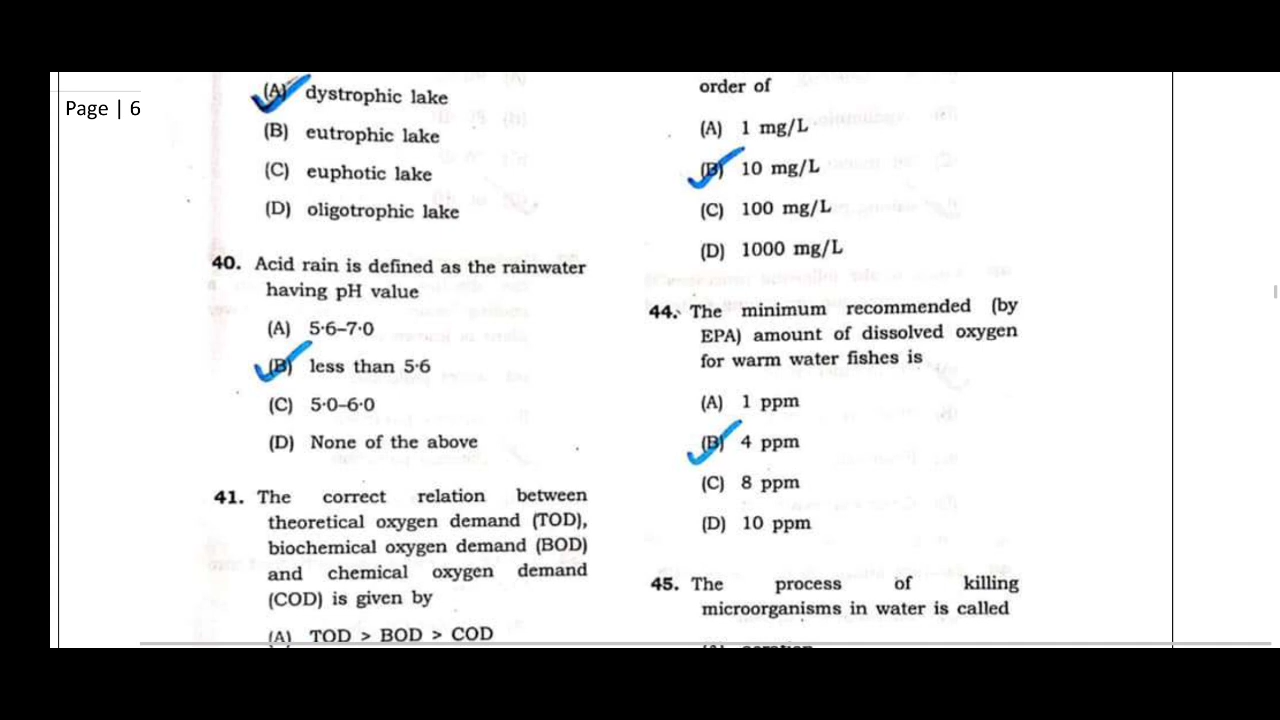 Page | 6
(A) dystrophic lake
(B) eutrophic lake
(C) euphotic lake
(D) oligotrophic lake
40. Acid rain is defined as the rainwater
having pH value
(A) 5·6–7·0
(B) less than 5·6
(C) 5·0–6·0
(D) None of the above
41. The correct relation between
theoretical oxygen demand (TOD),
biochemical oxygen demand (BOD)
and chemical oxygen demand
(COD) is given by
(A) TOD > BOD > COD
order of
(A) 1 mg/L
(B) 10 mg/L
(C) 100 mg/L
(D) 1000 mg/L
44. The minimum recommended (by
EPA) amount of dissolved oxygen
for warm water fishes is
(A) 1 ppm
(B) 4 ppm
(C) 8 ppm
(D) 10 ppm
45. The process of killing
microorganisms in water is called